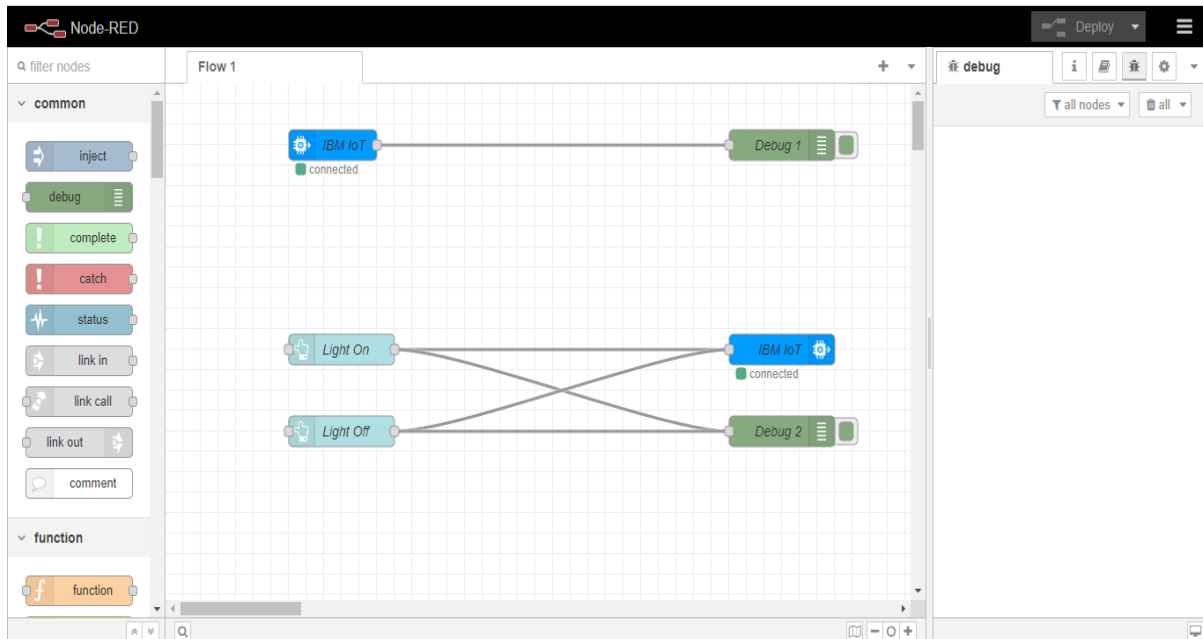 Node-RED
Deploy
filter nodes
Flow 1
debug
i
common
all nodes
all
inject
IBM IoT
Debug 1
connected
debug
complete
catch
status
link in
Light On
IBM IoT
connected
link call
Light Off
Debug 2
link out
comment
function
function